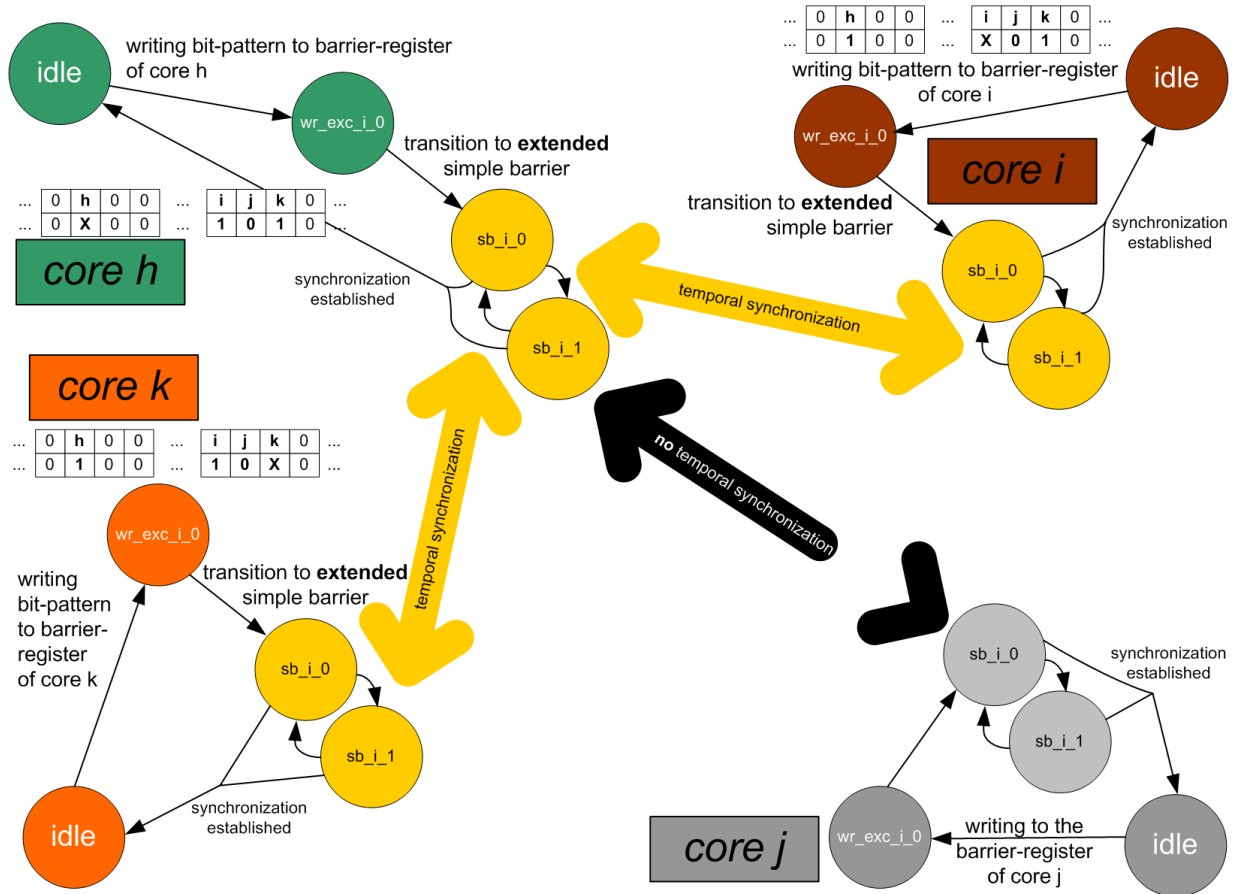 idle
writing bit-pattern to barrier-register
of core h
wr_exc_i_0
transition to extended
simple barrier
... 0 h 0 0 ... i j k 0 ...
... 0 X 0 0 ... 1 0 1 0 ...
core h
sb_i_0
sb_i_1
synchronization
established
... 0 h 0 0 ... i j k 0 ...
... 0 1 0 0 ... X 0 1 0 ...
writing bit-pattern to barrier-register
of core i
idle
wr_exc_i_0
core i
transition to extended
simple barrier
sb_i_0
sb_i_1
synchronization
established
temporal synchronization
core k
... 0 h 0 0 ... i j k 0 ...
... 0 1 0 0 ... 1 0 X 0 ...
wr_exc_i_0
writing
bit-pattern
to barrier-
register
of core k
transition to extended
simple barrier
sb_i_0
sb_i_1
idle
synchronization
established
temporal synchronization
no temporal synchronization
sb_i_0
sb_i_1
synchronization
established
core j
wr_exc_i_0
writing to the
barrier-register
of core j
idle